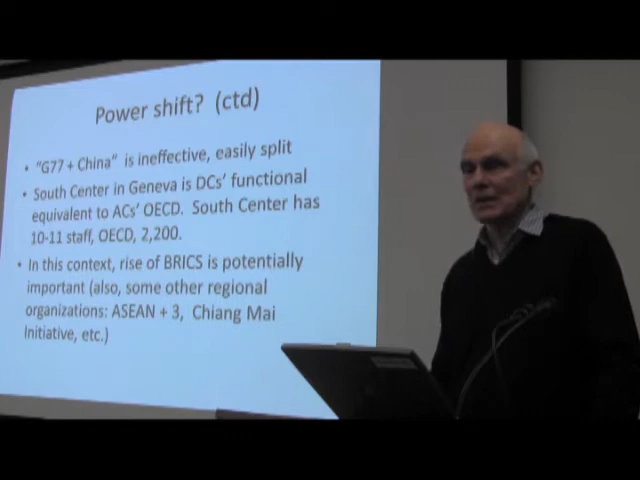 Power shift? (ctd)
• "G77 + China" is ineffective, easily split
• South Center in Geneva is DCs' functional
equivalent to ACs' OECD. South Center has
10-11 staff, OECD, 2,200.
• In this context, rise of BRICS is potentially
important (also, some other regional
organizations: ASEAN + 3, Chiang Mai
Initiative, etc.)